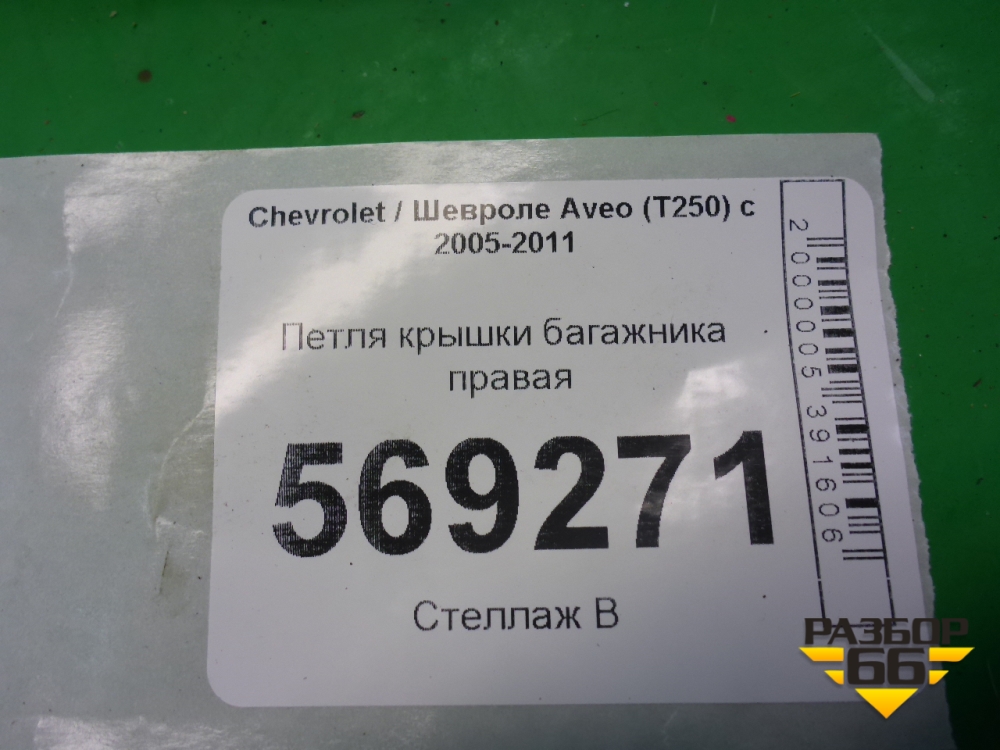 Chevrolet / Шевроле Aveo (T250) с
2005-2011
Петля крышки багажника
правая
569271
Стеллаж В
2000005391606
РАЗБОР
66